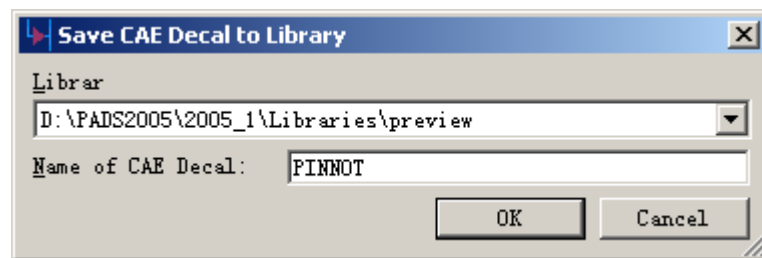 Save CAE Decal to Library
Librar
D:\PADS2005\2005_1\Libraries\preview
Name of CAE Decal: PINNOT
OK Cancel